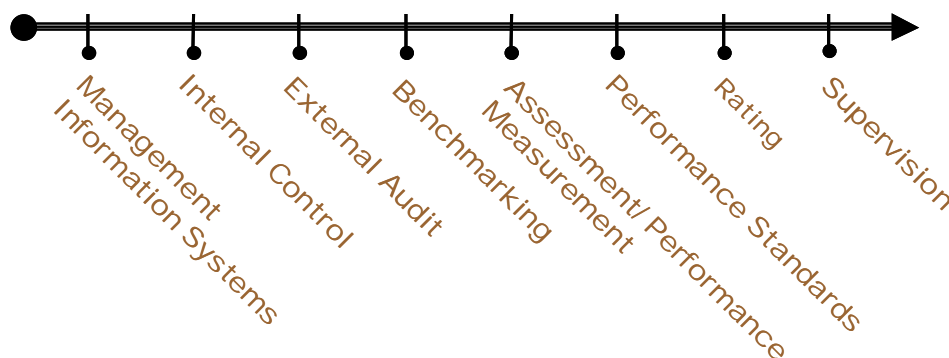 Management
Information Systems
Internal Control
External Audit
Benchmarking
Assessment/ Performance
Measurement
Performance Standards
Rating
Supervision